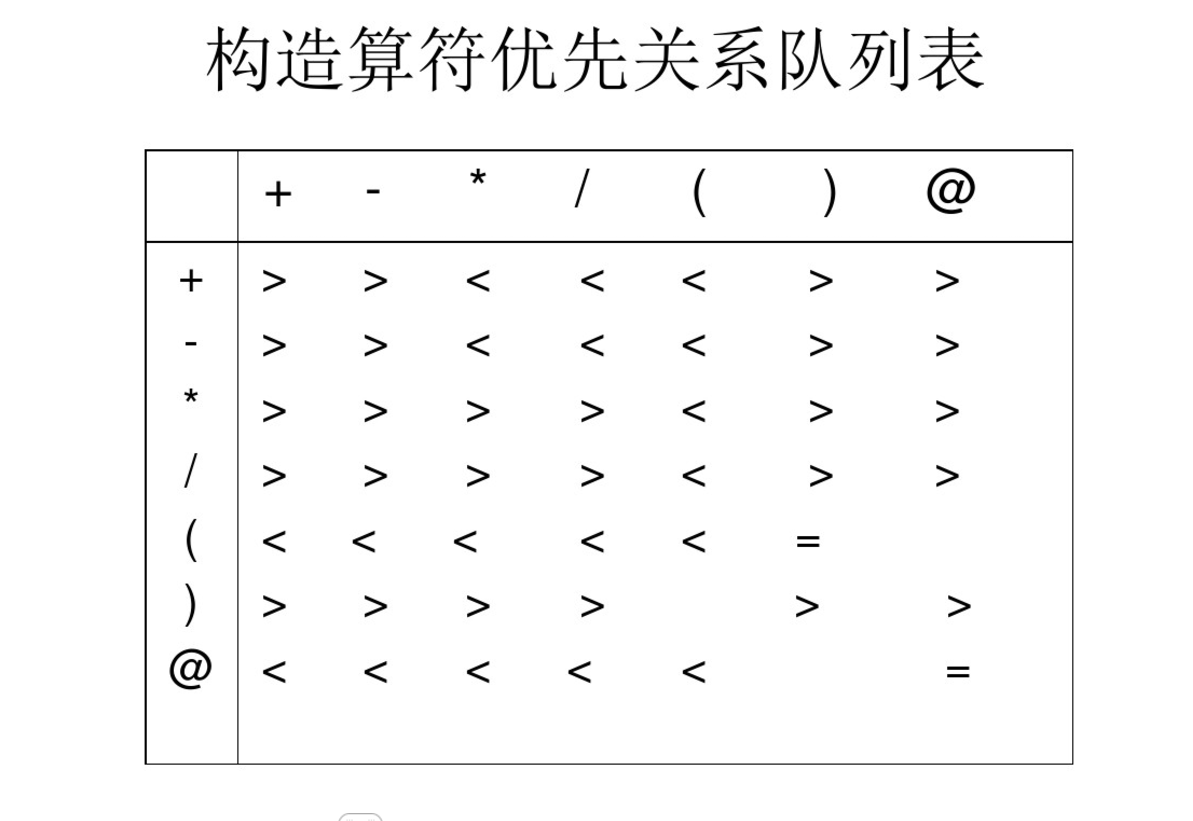 构造算符优先关系队列表
+ - * / ( ) @
+ > > < < < > >
- > > < < < > >
* > > > > < > >
/ > > > > < > >
( < < < < < =
) > > > > > >
@ < < < < < =